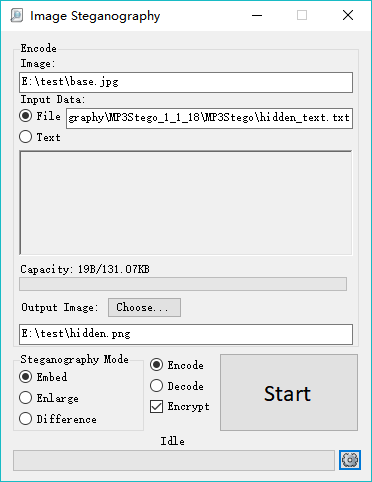 Image Steganography
Encode
Image:
E:\test\base.jpg
Input Data:
File graphy\MP3Stego_1_1_18\MP3Stego\hidden_text.txt
Text
Capacity: 19B/131.07KB
Output Image: Choose...
E:\test\hidden.png
Steganography Mode
Embed
Enlarge
Difference
Encode
Decode
Encrypt
Start
Idle